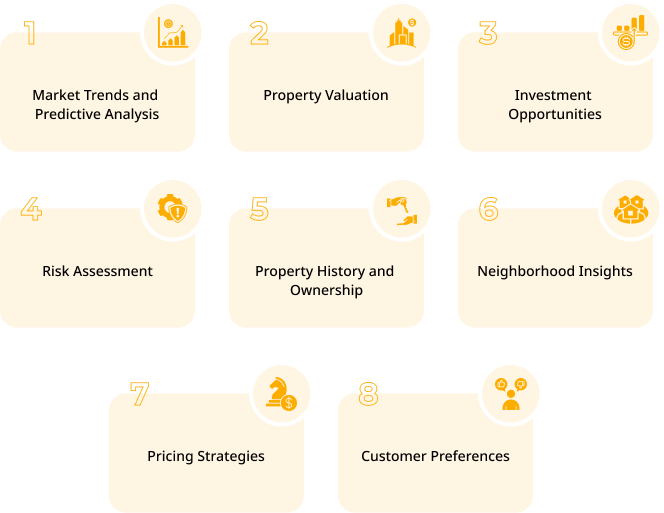 1
Market Trends and
Predictive Analysis
2
Property Valuation
3
Investment
Opportunities
4
Risk Assessment
5
Property History and
Ownership
6
Neighborhood Insights
7
Pricing Strategies
8
Customer Preferences